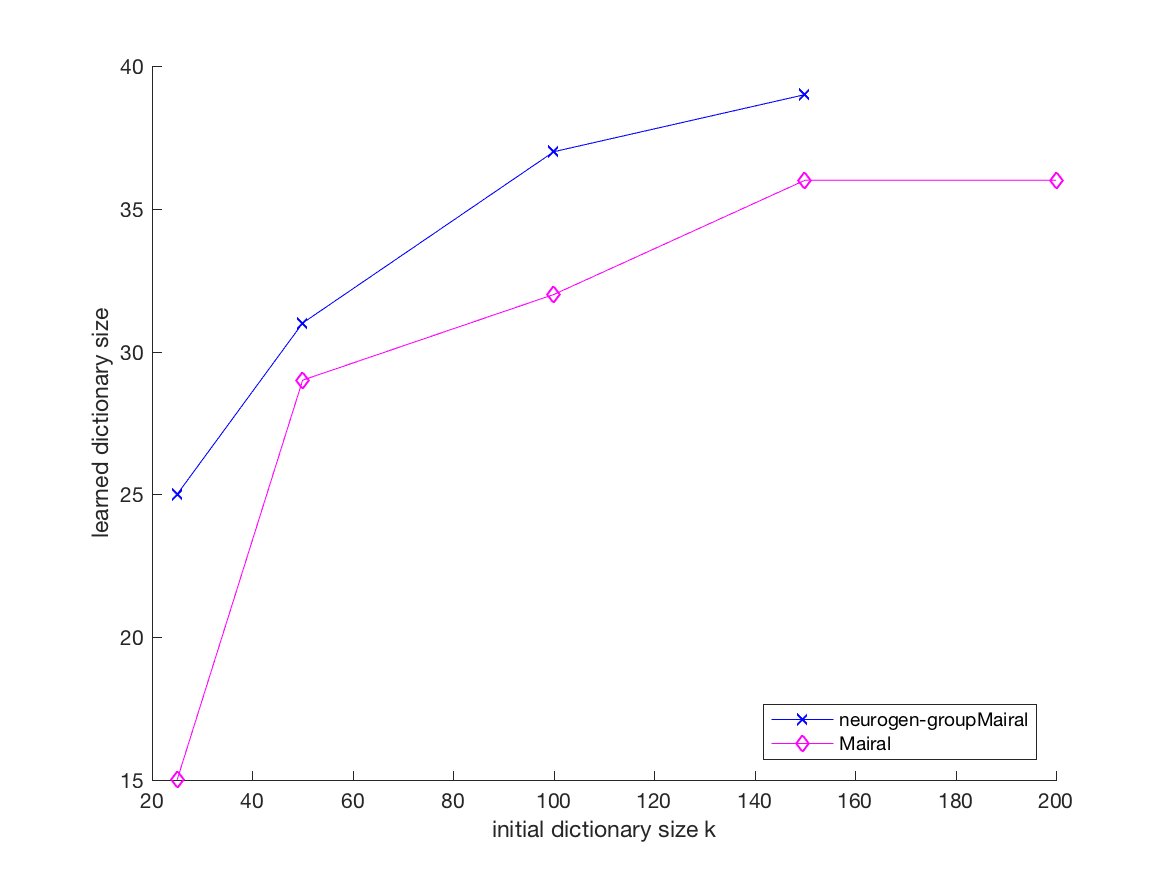 40
35
30
25
20
15
learned dictionary size
20 40 60 80 100 120 140 160 180 200
initial dictionary size k
neurogen-groupMairal
Mairal